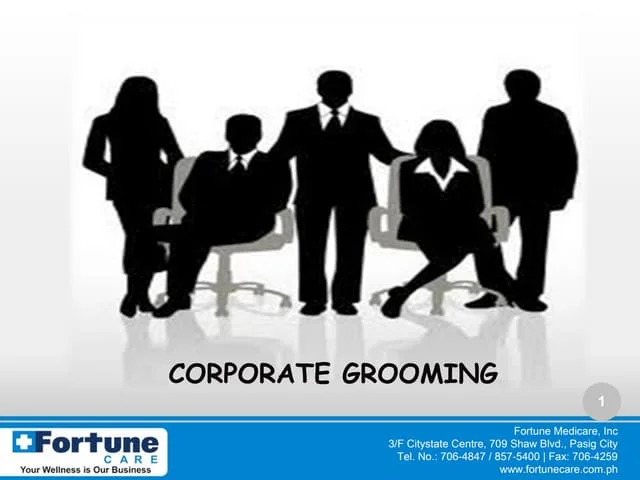 CORPORATE GROOMING
1
Fortune
CARE
Your Wellness is Our Business
Fortune Medicare, Inc
3/F Citystate Centre, 709 Shaw Blvd., Pasig City
Tel. No.: 706-4847 / 857-5400 | Fax: 706-4259
www.fortunecare.com.ph